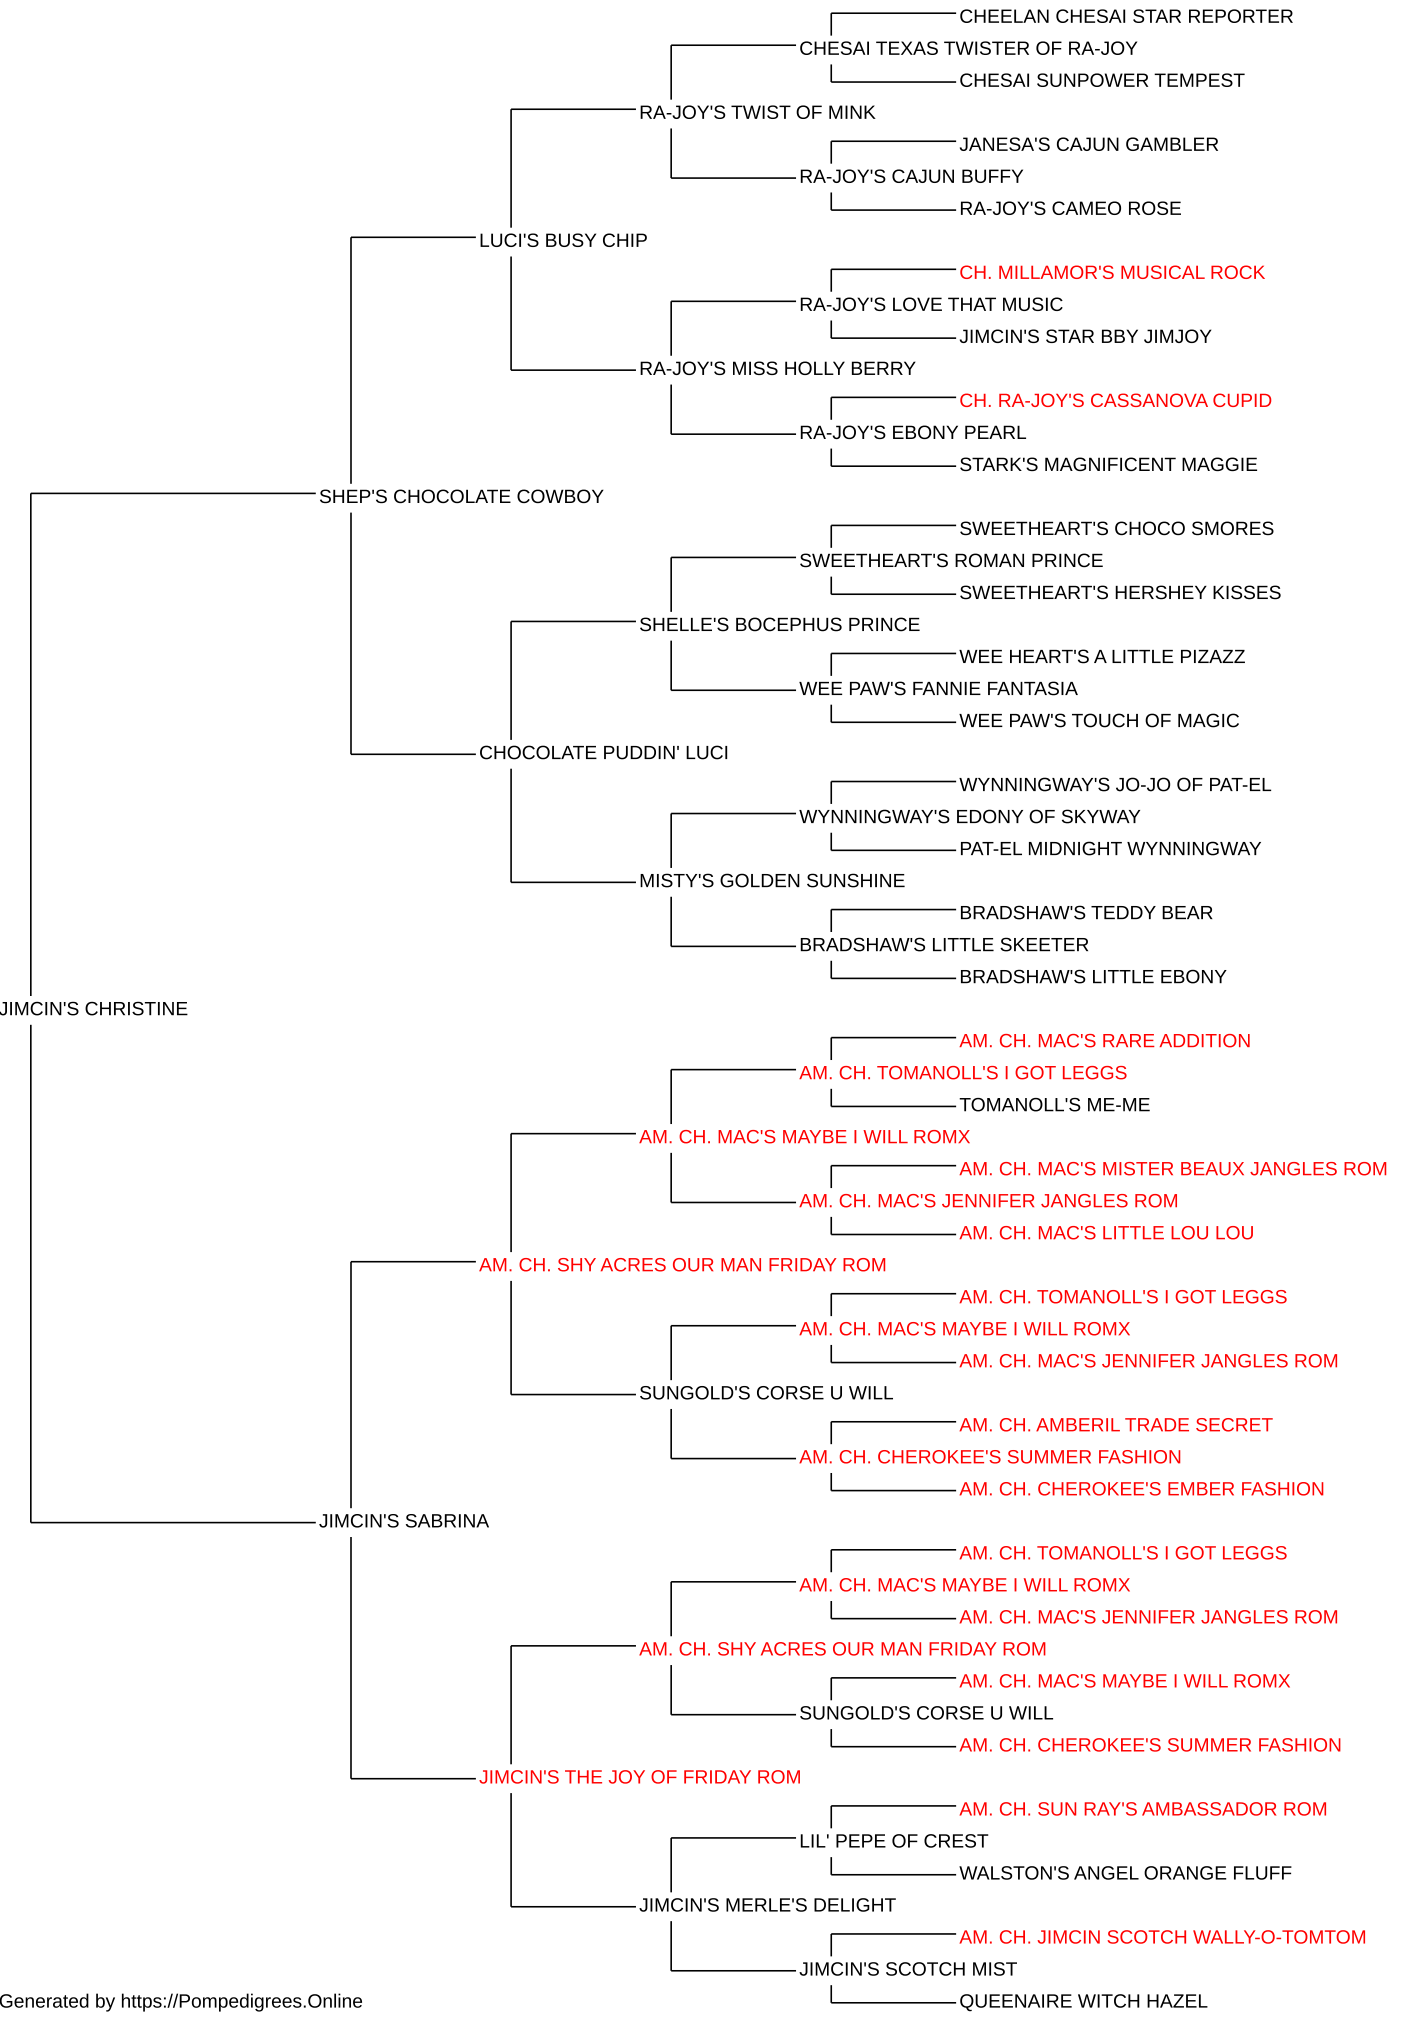 CHEELAN CHESAI STAR REPORTER
CHESAI TEXAS TWISTER OF RA-JOY
CHESAI SUNPOWER TEMPEST
RA-JOY'S TWIST OF MINK
JANESA'S CAJUN GAMBLER
RA-JOY'S CAJUN BUFFY
RA-JOY'S CAMEO ROSE
LUCI'S BUSY CHIP
CH. MILLAMOR'S MUSICAL ROCK
RA-JOY'S LOVE THAT MUSIC
JIMCIN'S STAR BBY JIMJOY
RA-JOY'S MISS HOLLY BERRY
CH. RA-JOY'S CASSANOVA CUPID
RA-JOY'S EBONY PEARL
STARK'S MAGNIFICENT MAGGIE
SHEP'S CHOCOLATE COWBOY
SWEETHEART'S CHOCO SMORES
SWEETHEART'S ROMAN PRINCE
SWEETHEART'S HERSHEY KISSES
SHELLE'S BOCEPHUS PRINCE
WEE HEART'S A LITTLE PIZAZZ
WEE PAW'S FANNIE FANTASIA
WEE PAW'S TOUCH OF MAGIC
CHOCOLATE PUDDIN' LUCI
WYNNINGWAY'S JO-JO OF PAT-EL
WYNNINGWAY'S EDONY OF SKYWAY
PAT-EL MIDNIGHT WYNNINGWAY
MISTY'S GOLDEN SUNSHINE
BRADSHAW'S TEDDY BEAR
BRADSHAW'S LITTLE SKEETER
BRADSHAW'S LITTLE EBONY
JIMCIN'S CHRISTINE
AM. CH. MAC'S RARE ADDITION
AM. CH. TOMANOLL'S I GOT LEGGS
TOMANOLL'S ME-ME
AM. CH. MAC'S MAYBE I WILL ROMX
AM. CH. MAC'S MISTER BEAUX JANGLES ROM
AM. CH. MAC'S JENNIFER JANGLES ROM
AM. CH. MAC'S LITTLE LOU LOU
AM. CH. SHY ACRES OUR MAN FRIDAY ROM
AM. CH. TOMANOLL'S I GOT LEGGS
AM. CH. MAC'S MAYBE I WILL ROMX
AM. CH. MAC'S JENNIFER JANGLES ROM
SUNGOLD'S CORSE U WILL
AM. CH. AMBERIL TRADE SECRET
AM. CH. CHEROKEE'S SUMMER FASHION
AM. CH. CHEROKEE'S EMBER FASHION
JIMCIN'S SABRINA
AM. CH. TOMANOLL'S I GOT LEGGS
AM. CH. MAC'S MAYBE I WILL ROMX
AM. CH. MAC'S JENNIFER JANGLES ROM
AM. CH. SHY ACRES OUR MAN FRIDAY ROM
AM. CH. MAC'S MAYBE I WILL ROMX
SUNGOLD'S CORSE U WILL
AM. CH. CHEROKEE'S SUMMER FASHION
JIMCIN'S THE JOY OF FRIDAY ROM
AM. CH. SUN RAY'S AMBASSADOR ROM
LIL' PEPE OF CREST
WALSTON'S ANGEL ORANGE FLUFF
JIMCIN'S MERLE'S DELIGHT
AM. CH. JIMCIN SCOTCH WALLY-O-TOMTOM
JIMCIN'S SCOTCH MIST
QUEENAIRE WITCH HAZEL
Generated by https://Pompedigrees.Online